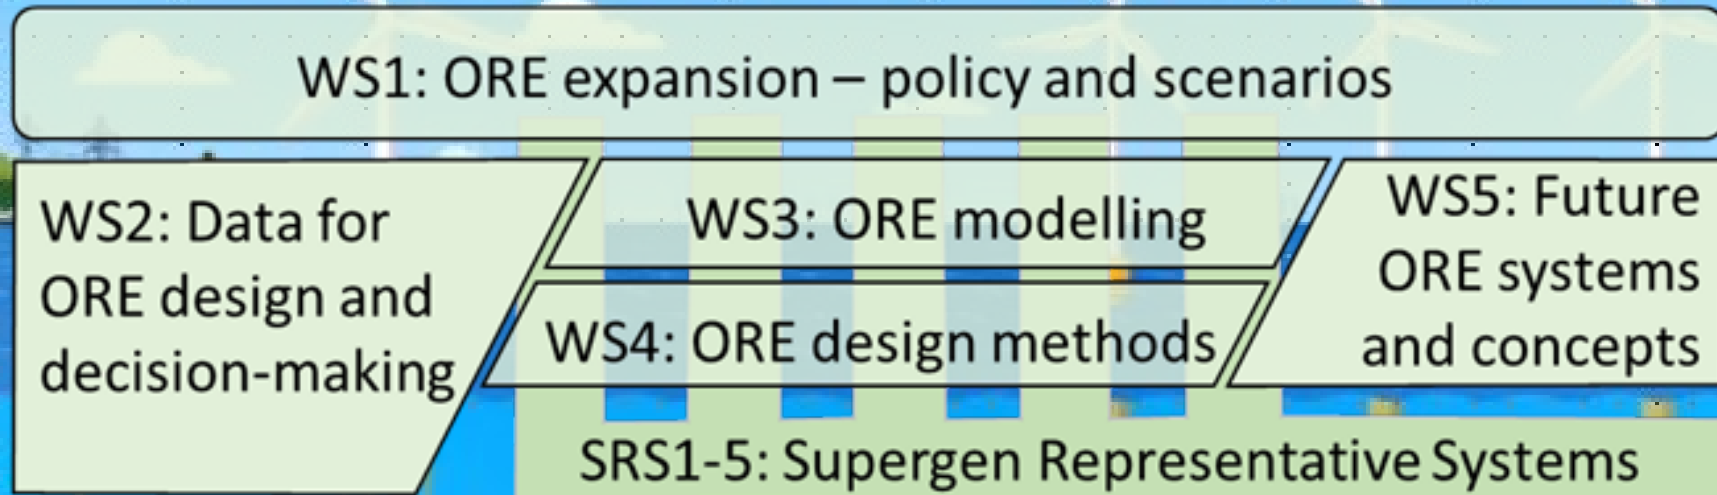 WS1: ORE expansion – policy and scenarios
WS2: Data for
ORE design and
decision-making
WS3: ORE modelling
WS4: ORE design methods
WS5: Future
ORE systems
and concepts
SRS1-5: Supergen Representative Systems